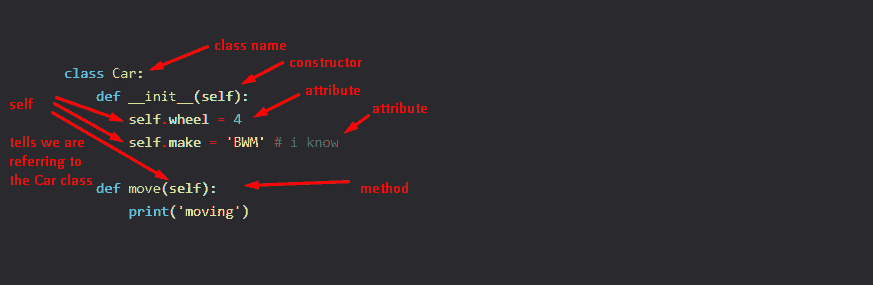 class name
class Car:
constructor
def __init__(self):
attribute
self
self.wheel = 4
attribute
self.make = 'BWM' # i know
tells we are
referring to
the Car class
def move(self):
method
print('moving')